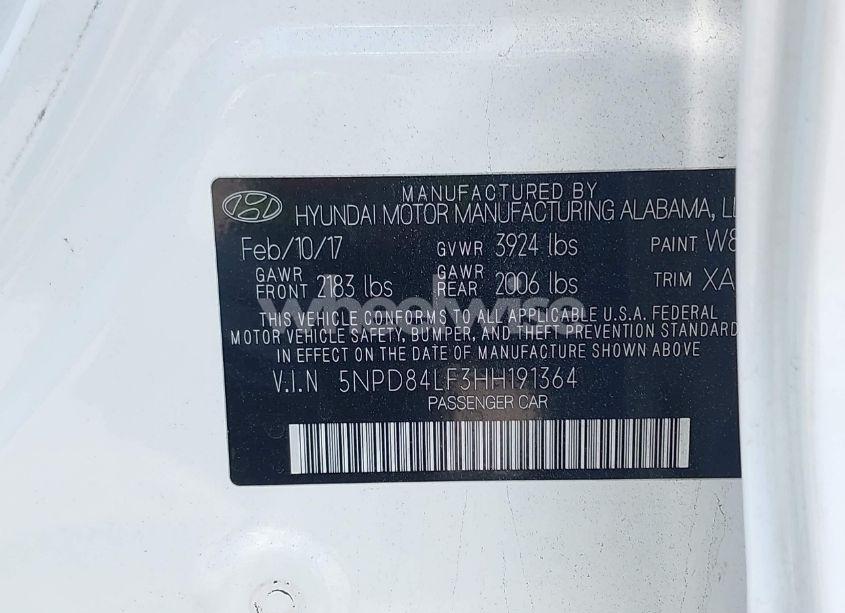 MANUFACTURED BY
HYUNDAI MOTOR MANUFACTURING ALABAMA,
Feb/10/17 GVWR 3924 lbs PAINT W8
GAWR FRONT 2183 lbs GAWR REAR 2006 lbs TRIM XA
wheelwise
THIS VEHICLE CONFORMS TO ALL APPLICABLE U.S.A. FEDERAL
MOTOR VEHICLE SAFETY, BUMPER, AND THEFT PREVENTION STANDARD
IN EFFECT ON THE DATE OF MANUFACTURE SHOWN ABOVE
V.I.N 5NPD84LF3HH191364
PASSENGER CAR